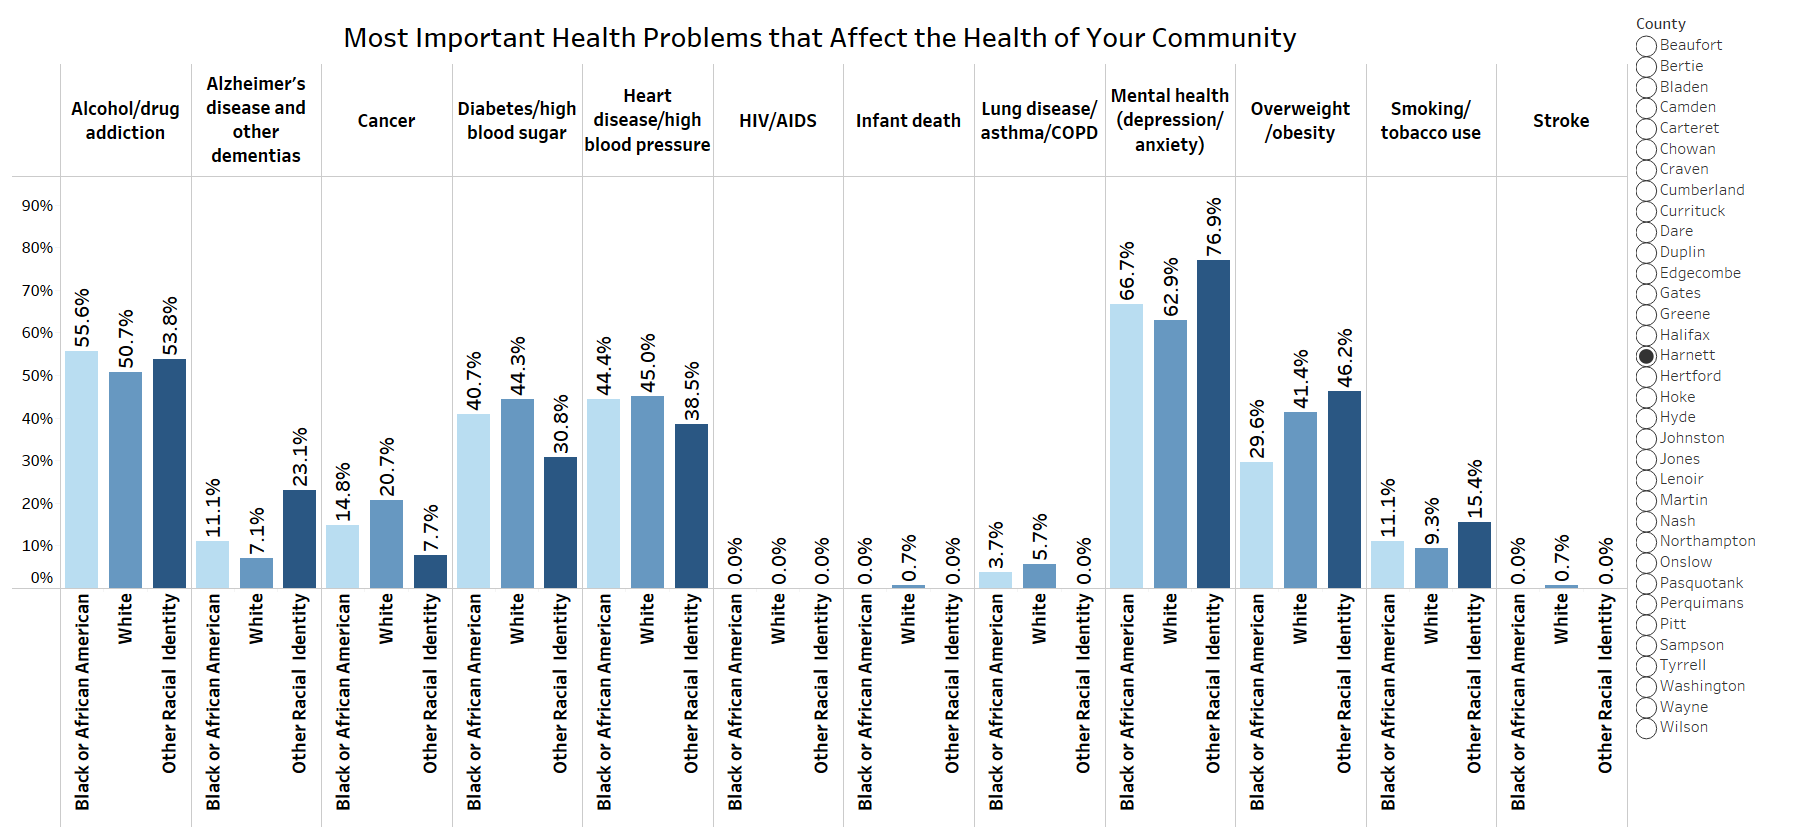 Most Important Health Problems that Affect the Health of Your Community
Alcohol/drug
addiction
Alzheimer's
disease and
other
dementias
Cancer
Diabetes/high
blood sugar
Heart
disease/high
blood pressure
HIV/AIDS
Infant death
Lung disease/
asthma/COPD
Mental health
(depression/
anxiety)
Overweight
/obesity
Smoking/
tobacco use
Stroke
90%
80%
70%
60%
50%
40%
30%
20%
10%
0%
55.6%
50.7%
53.8%
11.1%
7.1%
23.1%
14.8%
20.7%
7.7%
40.7%
44.3%
30.8%
44.4%
45.0%
38.5%
0.0%
0.0%
0.0%
0.0%
0.7%
0.0%
3.7%
5.7%
0.0%
66.7%
62.9%
76.9%
29.6%
41.4%
46.2%
11.1%
9.3%
15.4%
0.0%
0.7%
0.0%
Black or African American
White
Other Racial Identity
Black or African American
White
Other Racial Identity
Black or African American
White
Other Racial Identity
Black or African American
White
Other Racial Identity
Black or African American
White
Other Racial Identity
Black or African American
White
Other Racial Identity
Black or African American
White
Other Racial Identity
Black or African American
White
Other Racial Identity
Black or African American
White
Other Racial Identity
Black or African American
White
Other Racial Identity
Black or African American
White
Other Racial Identity
Black or African American
White
Other Racial Identity
County
Beaufort
Bertie
Bladen
Camden
Carteret
Chowan
Craven
Cumberland
Currituck
Dare
Duplin
Edgecombe
Gates
Greene
Halifax
Harnett
Hertford
Hoke
Hyde
Johnston
Jones
Lenoir
Martin
Nash
Northampton
Onslow
Pasquotank
Perquimans
Pitt
Sampson
Tyrrell
Washington
Wayne
Wilson